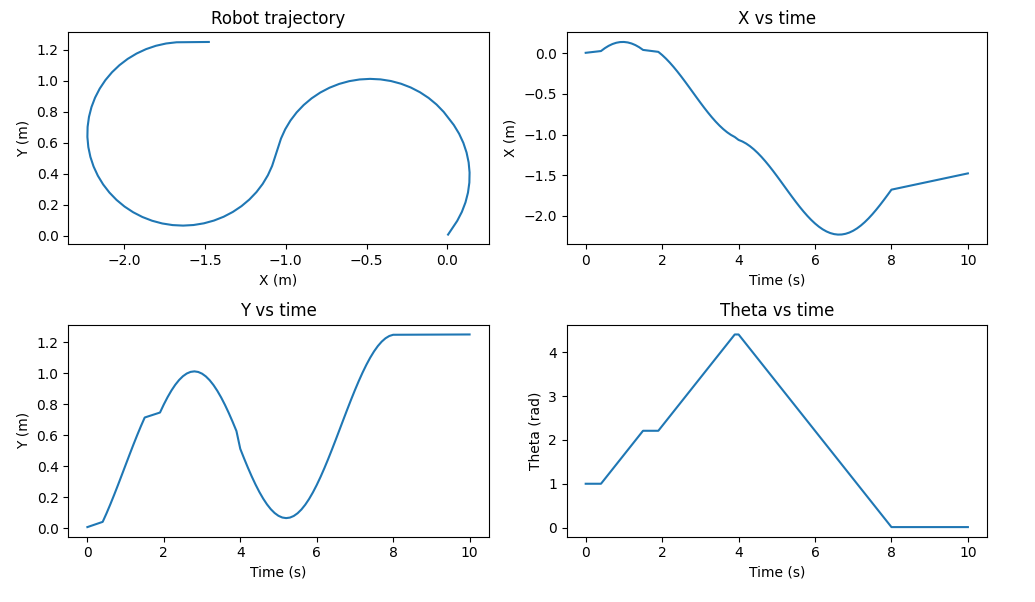 Robot trajectory
Y (m)
1.2
1.0
0.8
0.6
0.4
0.2
0.0
−2.0 −1.5 −1.0 −0.5 0.0
X (m)
X vs time
X (m)
0.0
−0.5
−1.0
−1.5
−2.0
0 2 4 6 8 10
Time (s)
Y vs time
Y (m)
1.2
1.0
0.8
0.6
0.4
0.2
0.0
0 2 4 6 8 10
Time (s)
Theta vs time
Theta (rad)
4
3
2
1
0
0 2 4 6 8 10
Time (s)